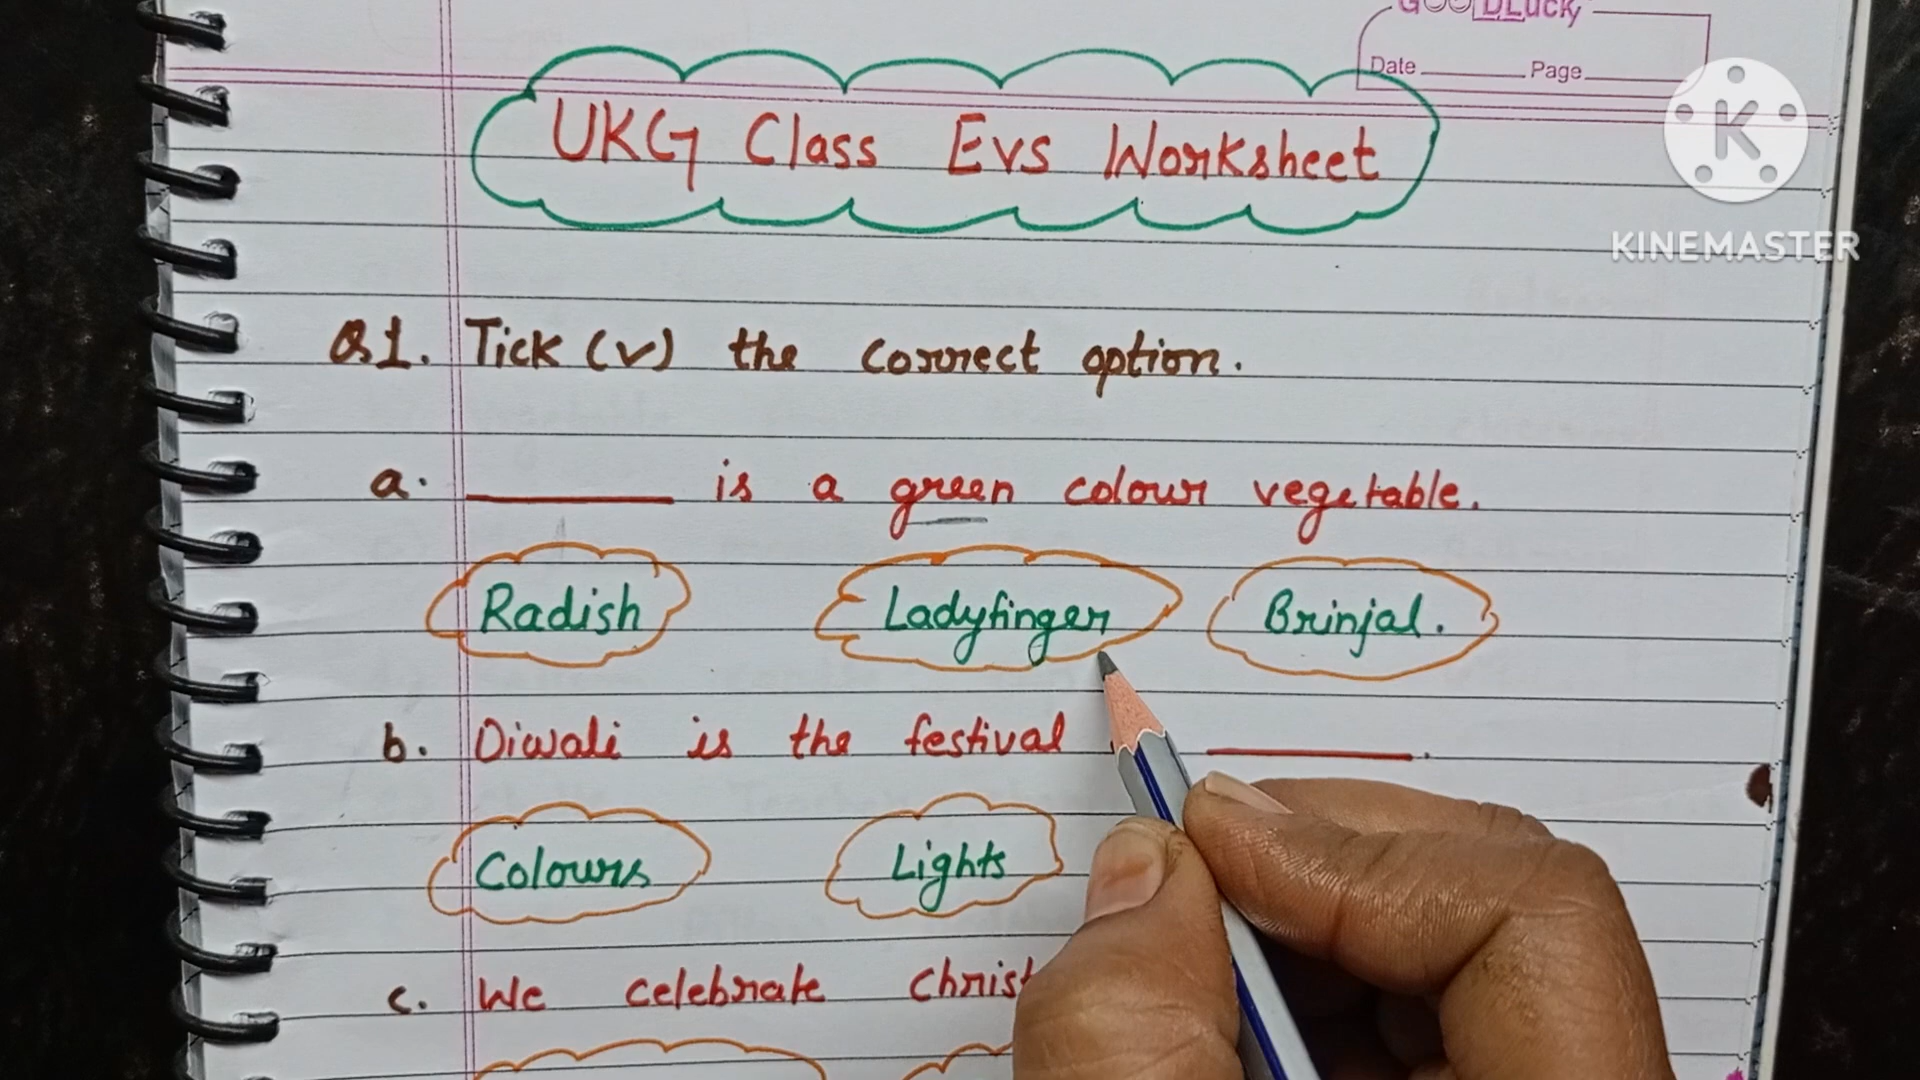 GOOD LUCK
Date Page
KINEMASTER
UKG Class Evs Worksheet
Q1. Tick (✓) the correct option.
a. ______ is a green colour vegetable.
Radish Ladyfinger Brinjal.
b. Diwali is the festival ______.
Colours Lights
c. We celebrate